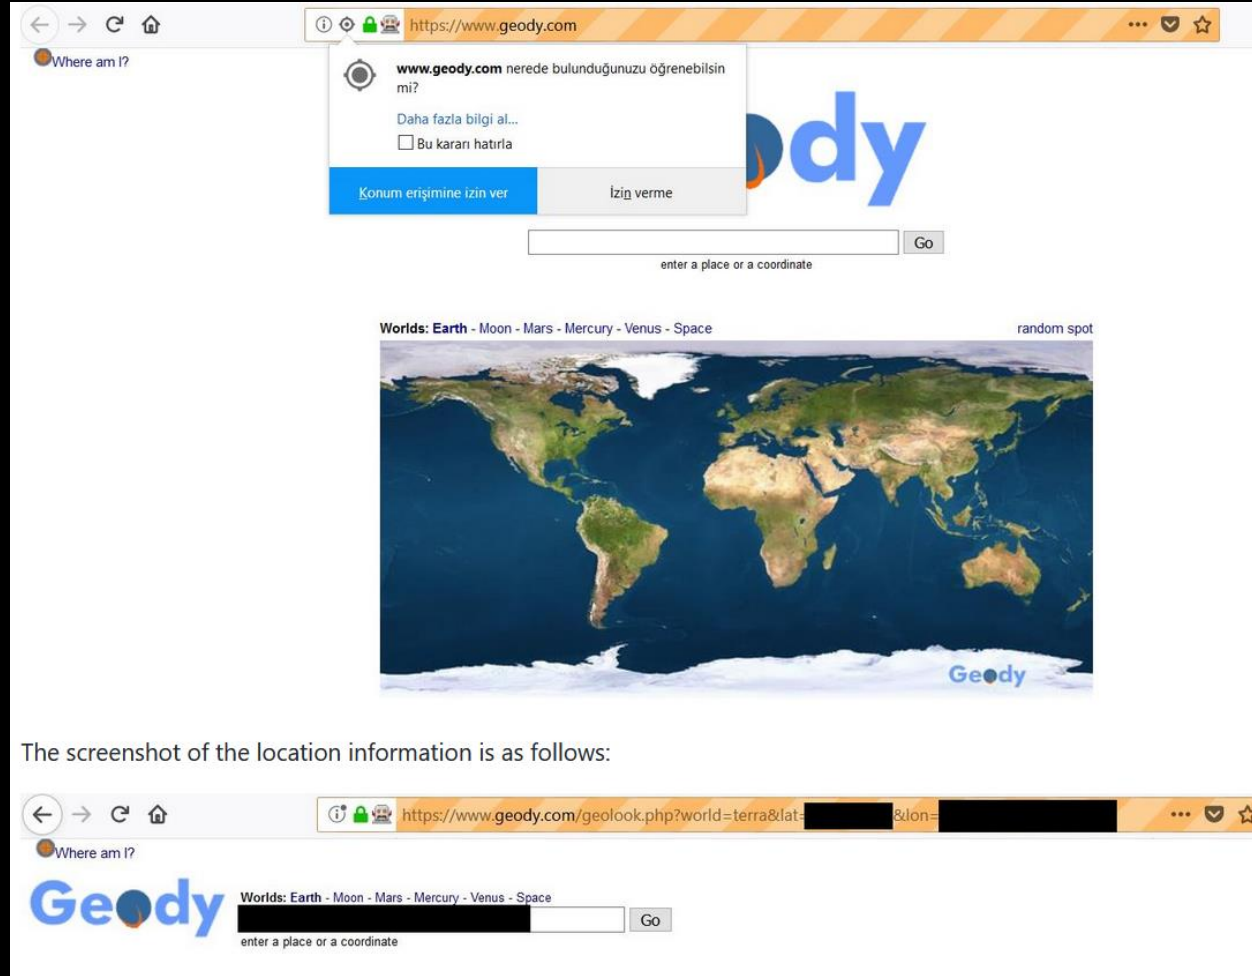 https://www.geody.com
Where am I?
www.geody.com nerede bulunduğunuzu öğrenebilsin
mi?
Daha fazla bilgi al...
Bu kararı hatırla
Konum erişimine izin ver
İzin verme
dy
Go
enter a place or a coordinate
Worlds: Earth - Moon - Mars - Mercury - Venus - Space
random spot
Geody
The screenshot of the location information is as follows:
https://www.geody.com/geolook.php?world=terra&lat=
&lon=
Where am I?
Geody
Worlds: Earth - Moon - Mars - Mercury - Venus - Space
Go
enter a place or a coordinate